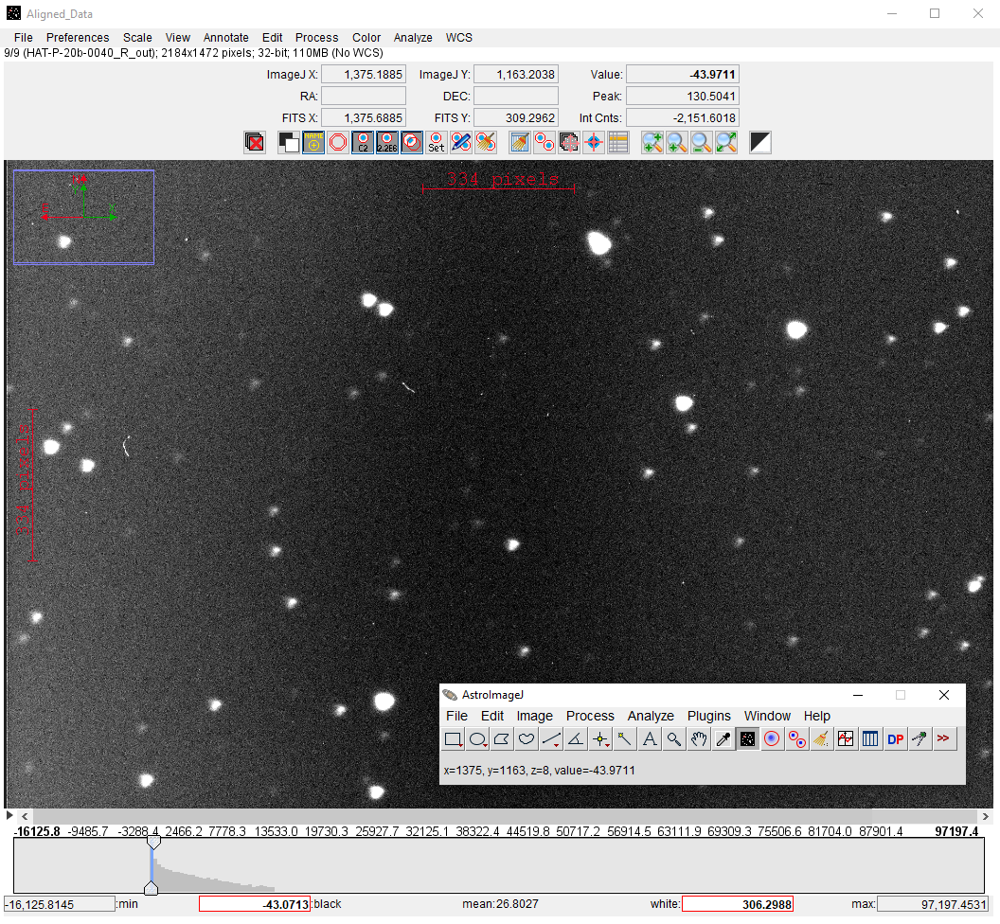 Aligned_Data
File Preferences Scale View Annotate Edit Process Color Analyze WCS
9/9 (HAT-P-20b-0040_R_out); 2184x1472 pixels; 32-bit; 110MB (No WCS)
ImageJ X: 1,375.1885 ImageJ Y: 1,163.2038 Value: -43.9711
RA: DEC: Peak: 130.5041
FITS X: 1,375.6885 FITS Y: 309.2962 Int Cnts: -2,151.6018
NAME C2 2.2E6 Set
334 pixels
AstroImageJ
File Edit Image Process Analyze Plugins Window Help
A DP >>
x=1375, y=1163, z=8, value=-43.9711
-16125.8 -9485.7 -3288.4 2466.2 7778.3 13533.0 19730.3 25927.7 32125.1 38322.4 44519.8 50717.2 56914.5 63111.9 69309.3 75506.6 81704.0 87901.4 97197.4
-16,125.8145 :min -43.0713 :black mean:26.8027 white: 306.2988 max: 97,197.4531